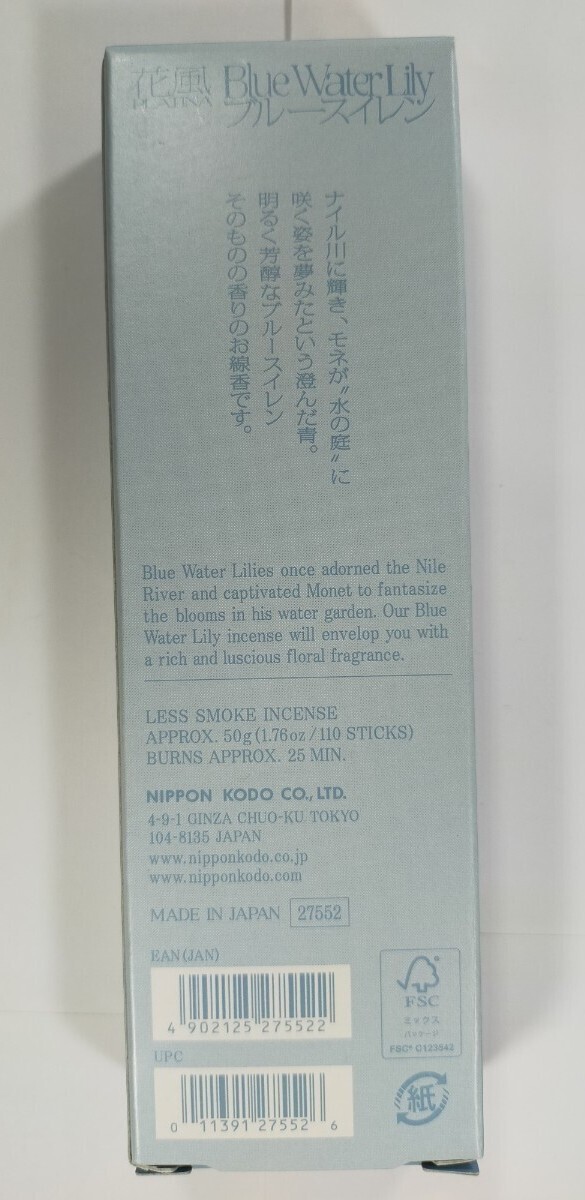 花風
PLATINA
Blue Water Lily
ブルースイレン
ナイル川に輝き、モネが〝水の庭〟に
咲く姿を夢みたという澄んだ青。
明るく芳醇なブルースイレン
そのものの香りのお線香です。
Blue Water Lilies once adorned the Nile
River and captivated Monet to fantasize
the blooms in his water garden. Our Blue
Water Lily incense will envelop you with
a rich and luscious floral fragrance.
LESS SMOKE INCENSE
APPROX. 50g (1.76oz / 110 STICKS)
BURNS APPROX. 25 MIN.
NIPPON KODO CO., LTD.
4-9-1 GINZA CHUO-KU TOKYO
104-8135 JAPAN
www.nipponkodo.co.jp
www.nipponkodo.com
MADE IN JAPAN 27552
EAN(JAN)
4 902125 275522
UPC
0 11391 27552 6
FSC
ミックス
パッケージ
FSC® C123542
紙